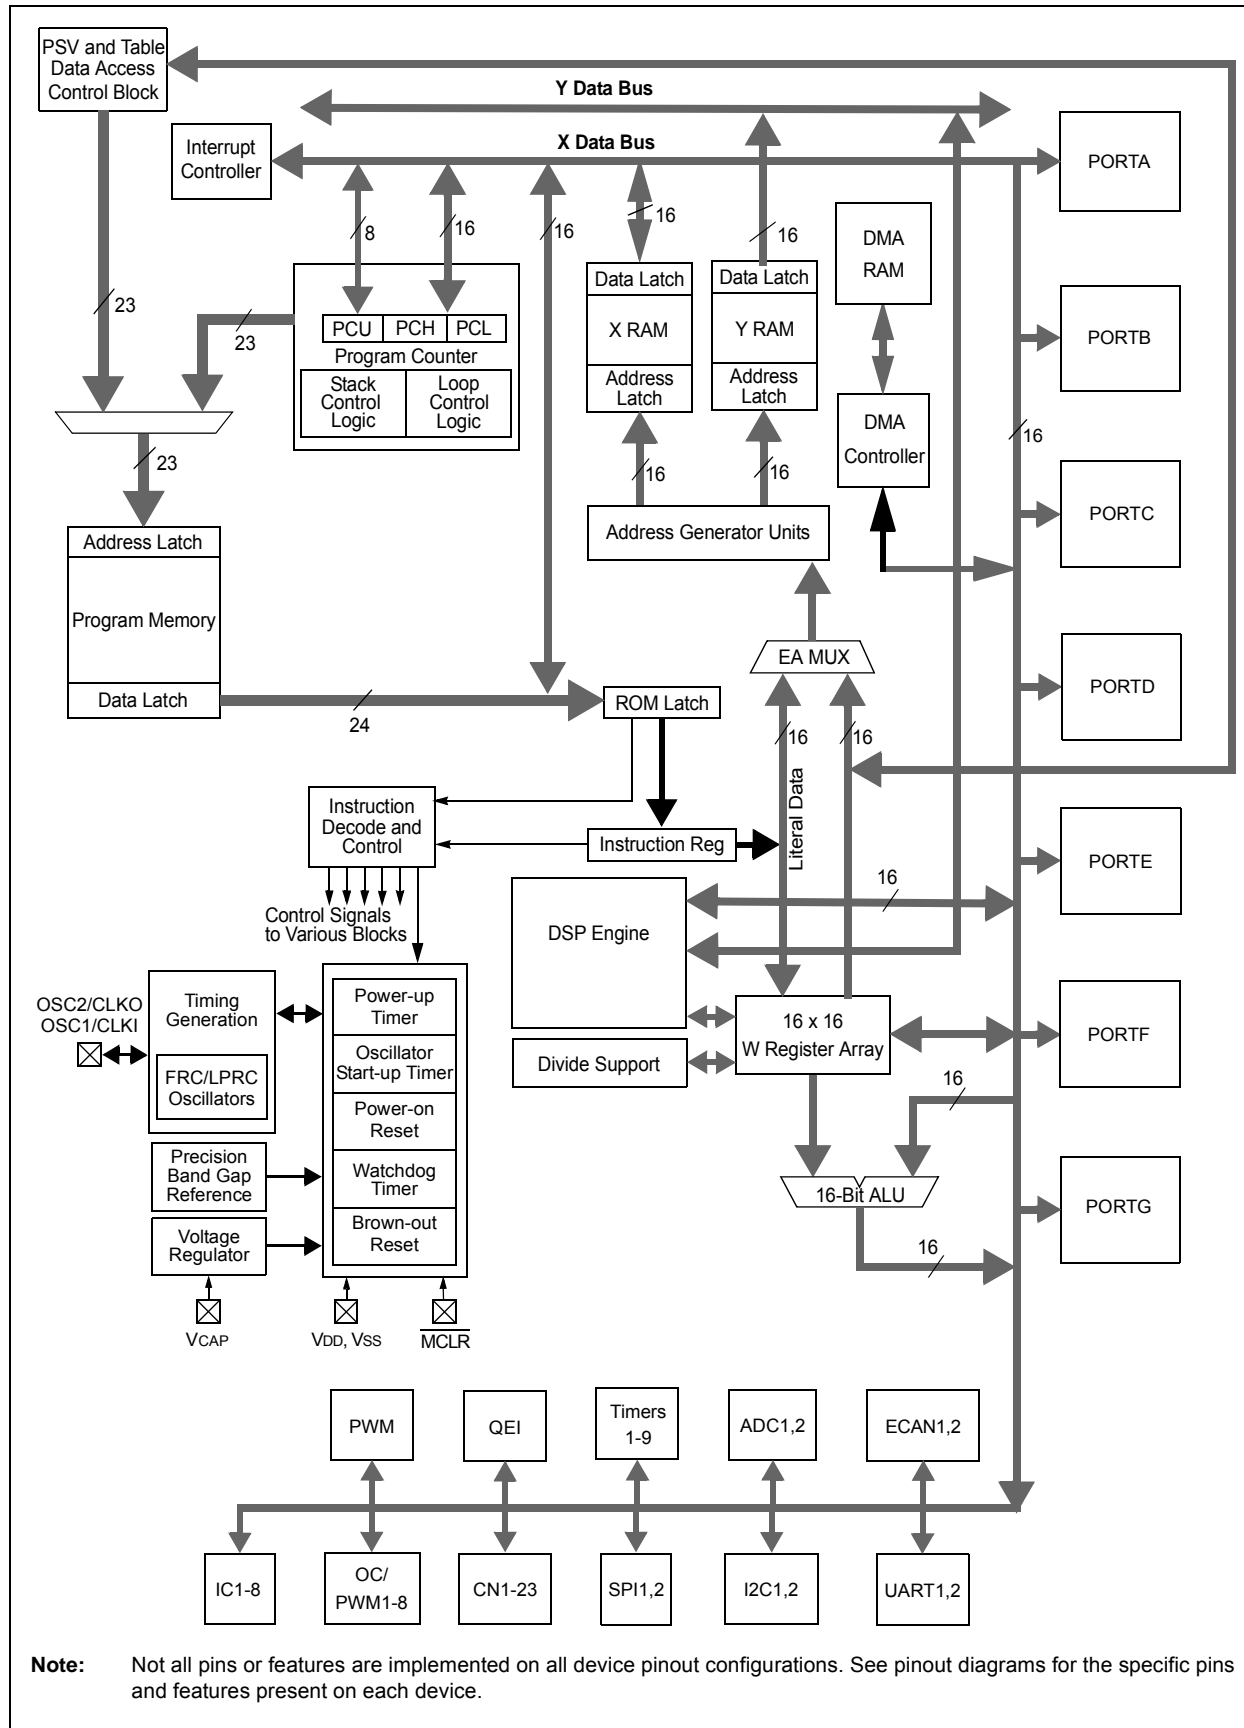 PSV and Table
Data Access
Control Block
Y Data Bus
X Data Bus
Interrupt
Controller
PORTA
8
16
16
16
16
DMA
RAM
23
23
Data Latch
Data Latch
PCU
PCH
PCL
X RAM
Y RAM
PORTB
Program Counter
Stack
Control
Logic
Loop
Control
Logic
Address
Latch
Address
Latch
DMA
Controller
16
23
16
16
PORTC
Address Latch
Address Generator Units
Program Memory
EA MUX
PORTD
Data Latch
24
ROM Latch
16
16
Literal Data
Instruction
Decode and
Control
Instruction Reg
PORTE
16
Control Signals
to Various Blocks
DSP Engine
OSC2/CLKO
OSC1/CLKI
Timing
Generation
Power-up
Timer
16 x 16
W Register Array
PORTF
Oscillator
Start-up Timer
Divide Support
FRC/LPRC
Oscillators
Power-on
Reset
16
Precision
Band Gap
Reference
Watchdog
Timer
16-Bit ALU
PORTG
Voltage
Regulator
Brown-out
Reset
16
VCAP
VDD, VSS
MCLR
PWM
QEI
Timers
1-9
ADC1,2
ECAN1,2
IC1-8
OC/
PWM1-8
CN1-23
SPI1,2
I2C1,2
UART1,2
Note: Not all pins or features are implemented on all device pinout configurations. See pinout diagrams for the specific pins
and features present on each device.